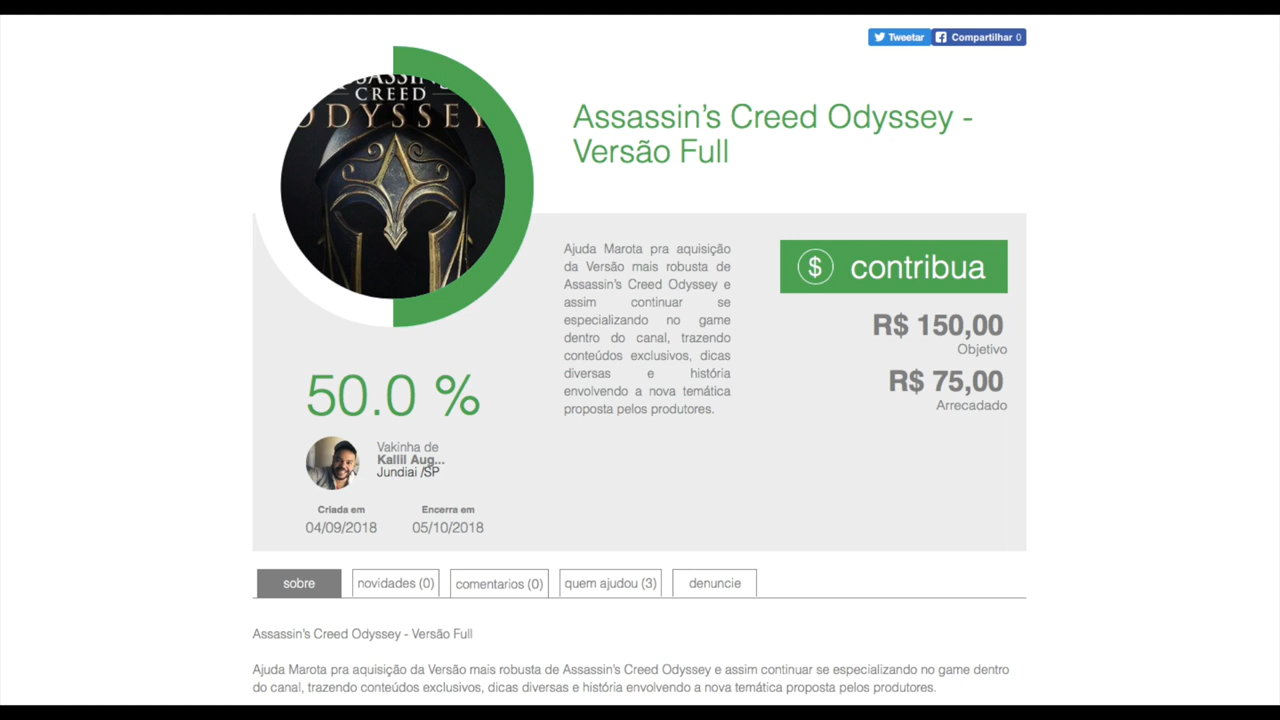 Tweetar
Compartilhar 0
CREED
Assassin's Creed Odyssey -
Versão Full
Ajuda Marota pra aquisição
da Versão mais robusta de
Assassin's Creed Odyssey e
assim continuar se
especializando no game
dentro do canal, trazendo
conteúdos exclusivos, dicas
diversas e história
envolvendo a nova temática
proposta pelos produtores.
$ contribua
R$ 150,00
Objetivo
R$ 75,00
Arrecadado
50.0 %
Vakinha de
Kallil Aug...
Jundiai /SP
Criada em
04/09/2018
Encerra em
05/10/2018
sobre
novidades (0)
comentarios (0)
quem ajudou (3)
denuncie
Assassin's Creed Odyssey - Versão Full
Ajuda Marota pra aquisição da Versão mais robusta de Assassin's Creed Odyssey e assim continuar se especializando no game dentro
do canal, trazendo conteúdos exclusivos, dicas diversas e história envolvendo a nova temática proposta pelos produtores.